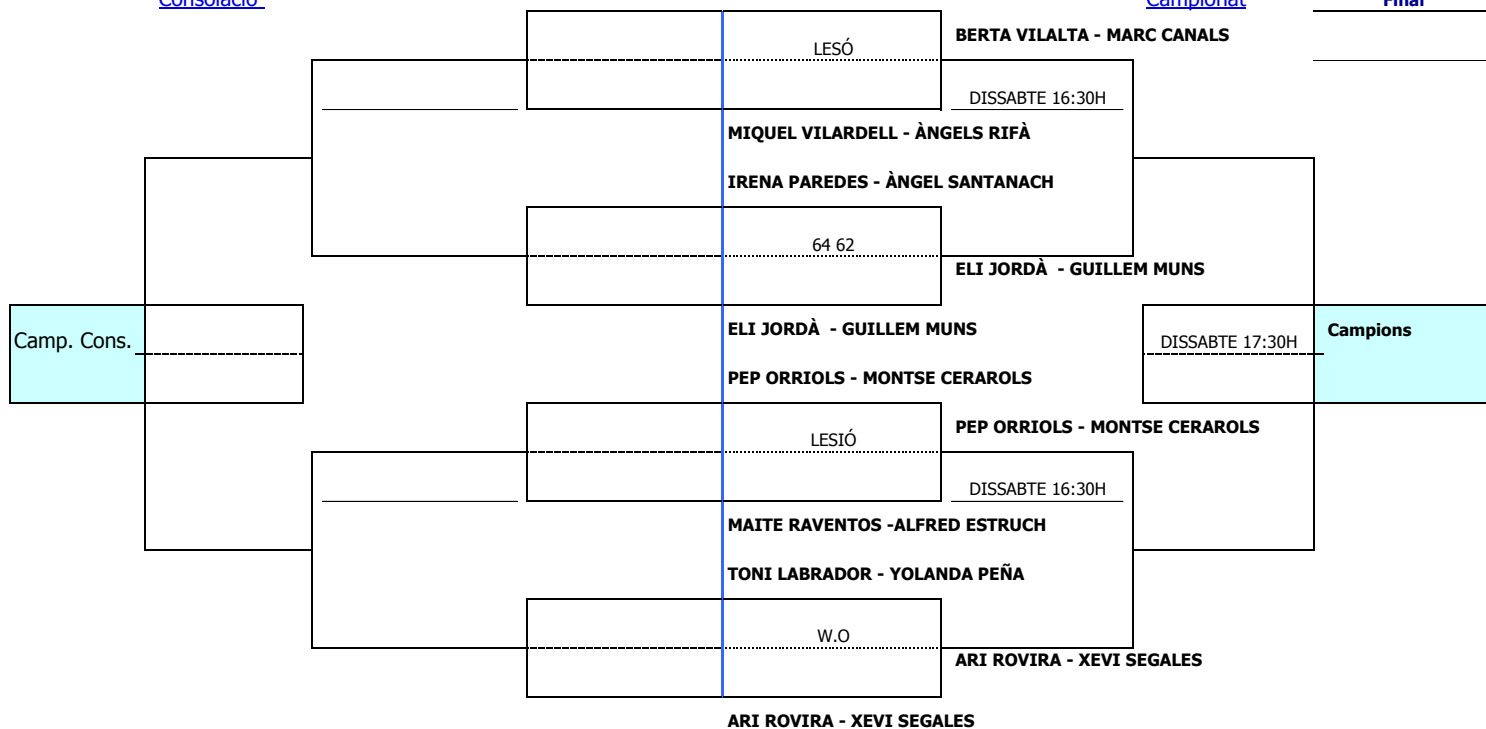 Consolació
Campionat
Final
BERTA VILALTA - MARC CANALS
LESÓ
DISSABTE 16:30H
MIQUEL VILARDELL - ÀNGELS RIFÀ
IRENA PAREDES - ÀNGEL SANTANACH
64 62
ELI JORDÀ - GUILLEM MUNS
ELI JORDÀ - GUILLEM MUNS
Camp. Cons.
DISSABTE 17:30H
Campions
PEP ORRIOLS - MONTSE CERAROLS
PEP ORRIOLS - MONTSE CERAROLS
LESIÓ
DISSABTE 16:30H
MAITE RAVENTOS -ALFRED ESTRUCH
TONI LABRADOR - YOLANDA PEÑA
W.O
ARI ROVIRA - XEVI SEGALES
ARI ROVIRA - XEVI SEGALES